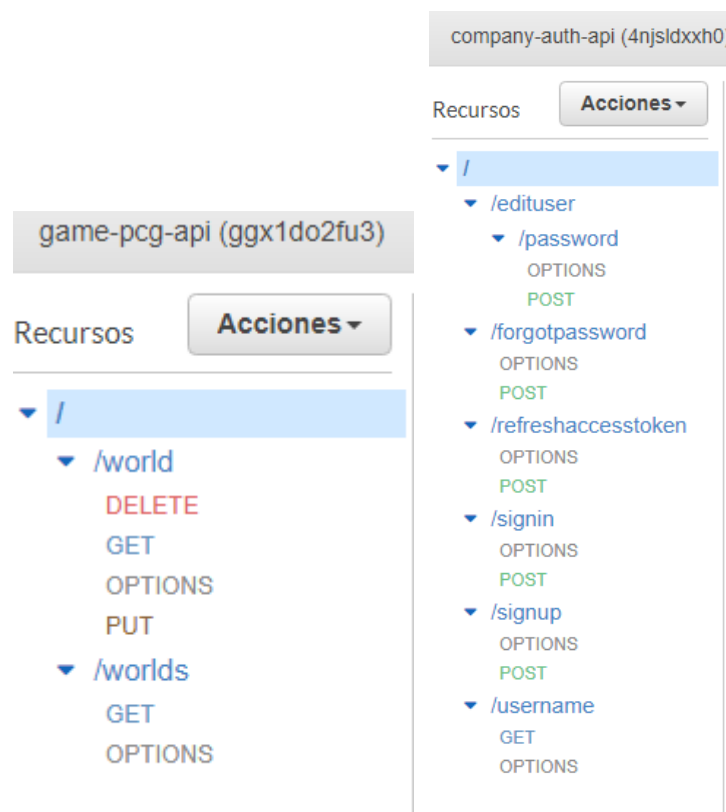 game-pcg-api (ggx1do2fu3)
Recursos
Acciones
/
/world
DELETE
GET
OPTIONS
PUT
/worlds
GET
OPTIONS
company-auth-api (4njsldxxh0)
Recursos
Acciones
/
/edituser
/password
OPTIONS
POST
/forgotpassword
OPTIONS
POST
/refreshaccesstoken
OPTIONS
POST
/signin
OPTIONS
POST
/signup
OPTIONS
POST
/username
GET
OPTIONS